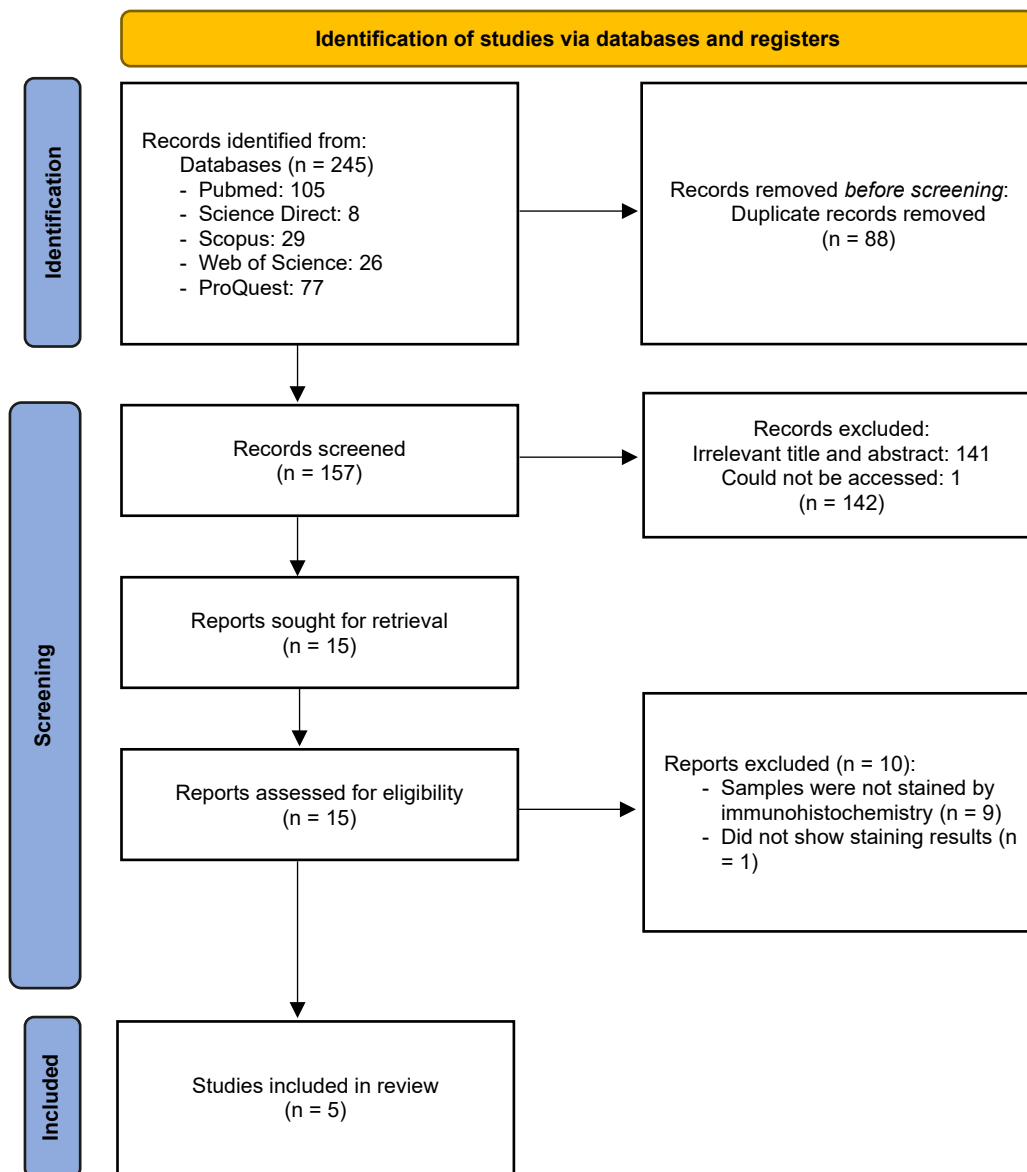 Identification of studies via databases and registers
Identification
Records identified from:
Databases (n = 245)
- Pubmed: 105
- Science Direct: 8
- Scopus: 29
- Web of Science: 26
- ProQuest: 77
Records removed before screening:
Duplicate records removed
(n = 88)
Screening
Records screened
(n = 157)
Records excluded:
Irrelevant title and abstract: 141
Could not be accessed: 1
(n = 142)
Reports sought for retrieval
(n = 15)
Reports assessed for eligibility
(n = 15)
Reports excluded (n = 10):
- Samples were not stained by
immunohistochemistry (n = 9)
- Did not show staining results (n
= 1)
Included
Studies included in review
(n = 5)